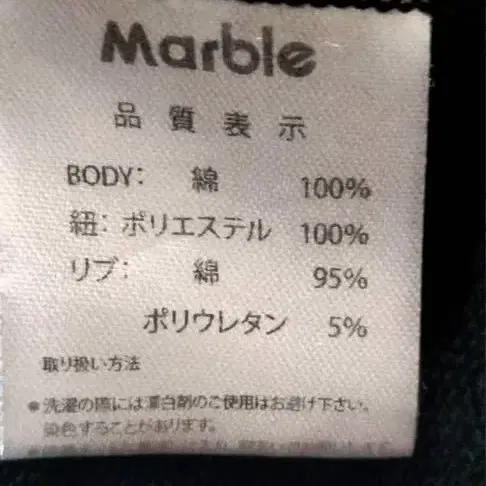 Marble
品質表示
BODY: 綿 100%
紐: ポリエステル 100%
リブ: 綿 95%
ポリウレタン 5%
取り扱い方法
●洗濯の際には漂白剤のご使用はお避け下さい。
染色することがあります。